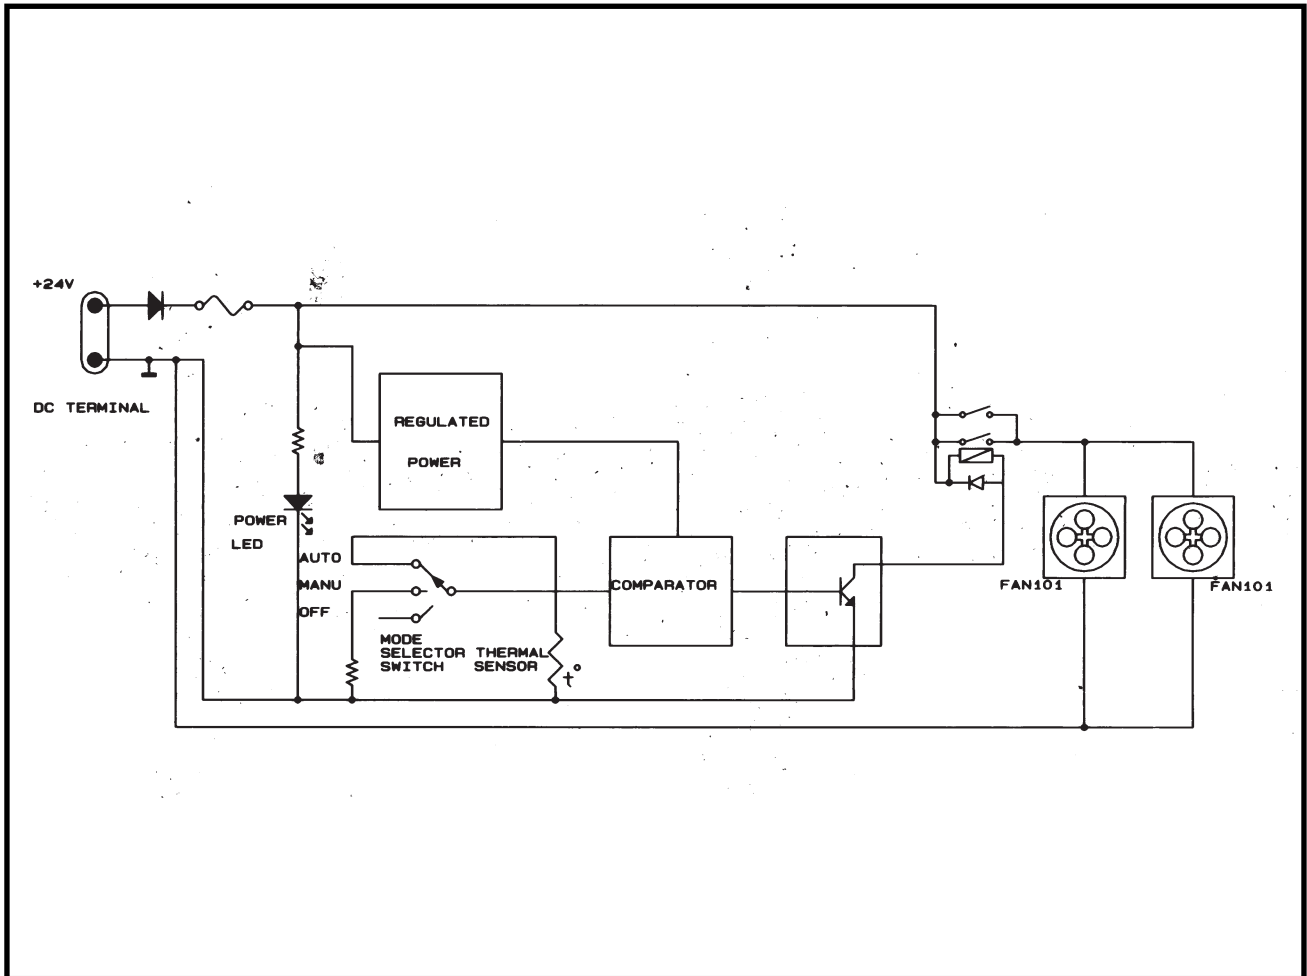 +24V
DC TERMINAL
REGULATED
POWER
POWER
LED
AUTO
MANU
OFF
MODE
SELECTOR THERMAL
SWITCH SENSOR
t°
COMPARATOR
FAN101
FAN101